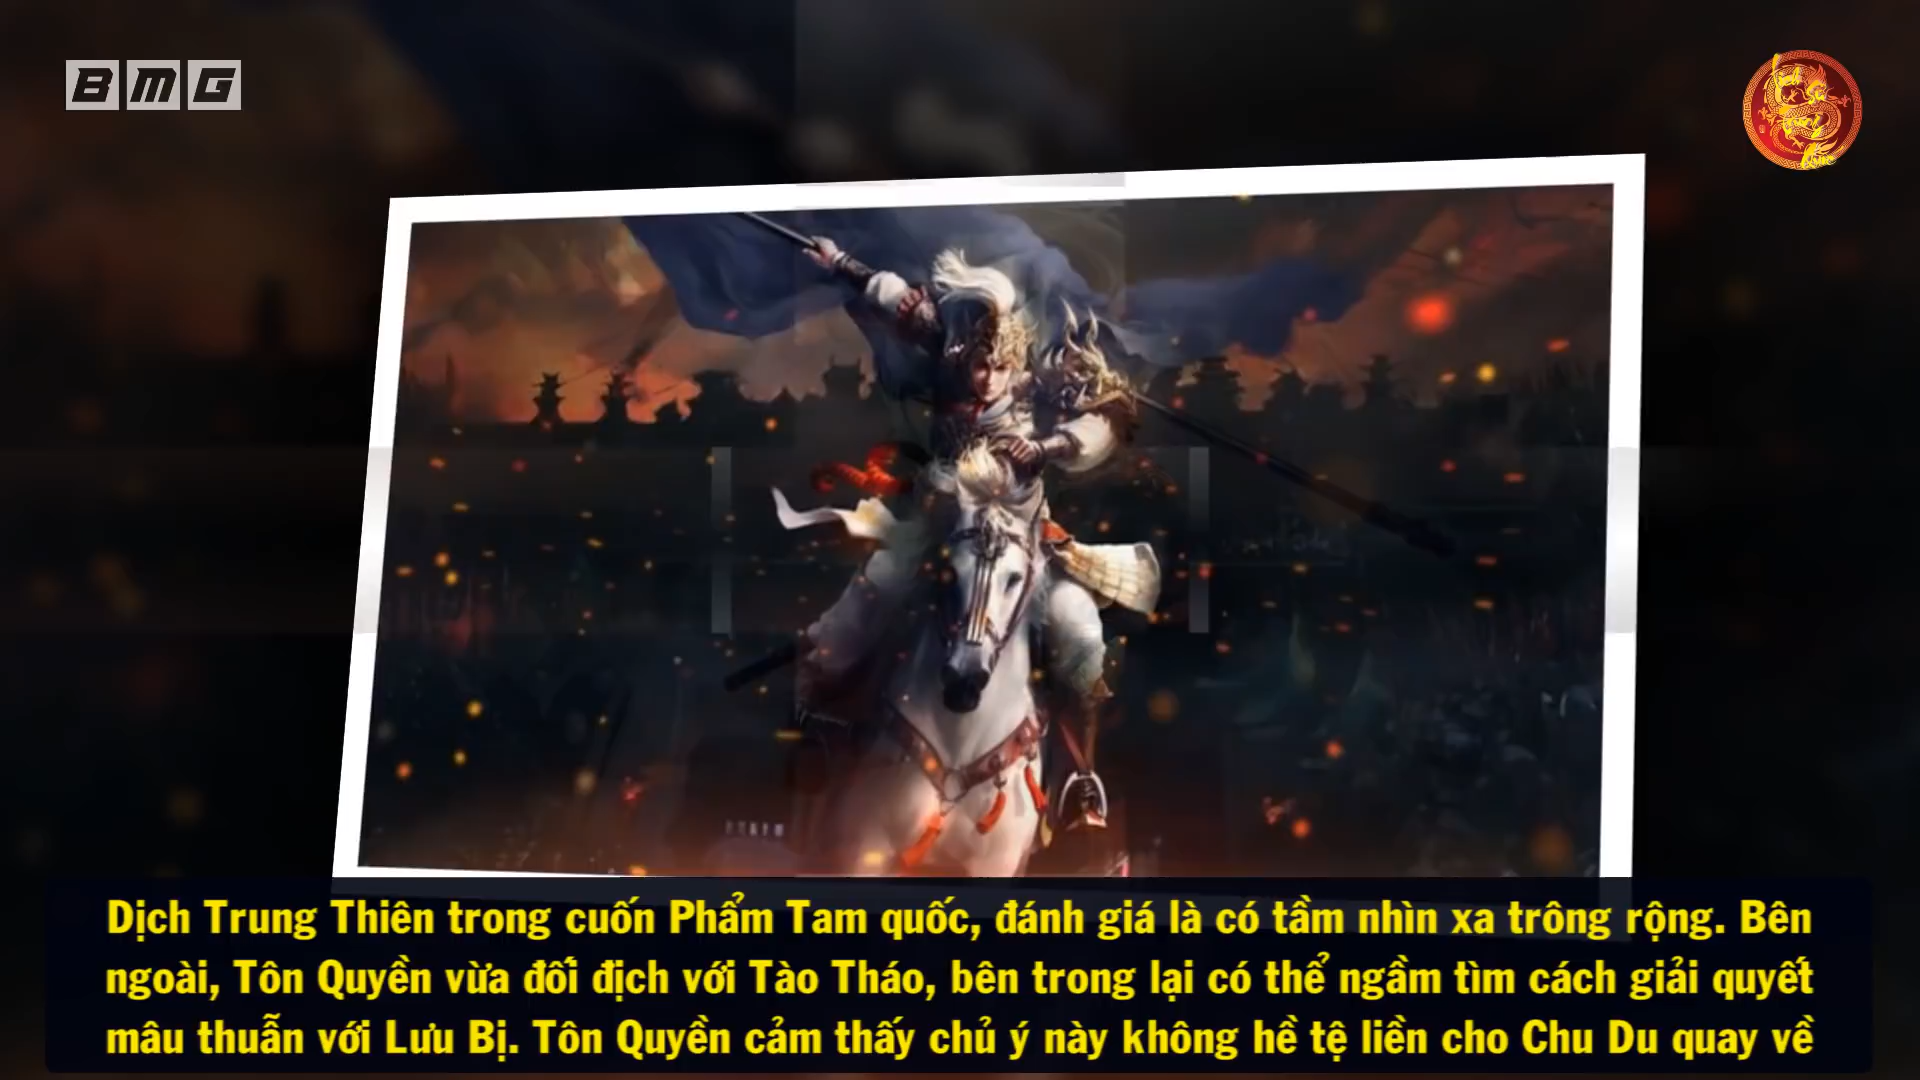 BMG
Dịch Trung Thiên trong cuốn Phẩm Tam quốc, đánh giá là có tầm nhìn xa trông rộng. Bên
ngoài, Tôn Quyền vừa đối địch với Tào Tháo, bên trong lại có thể ngầm tìm cách giải quyết
mâu thuẫn với Lưu Bị. Tôn Quyền cảm thấy chủ ý này không hề tệ liền cho Chu Du quay về